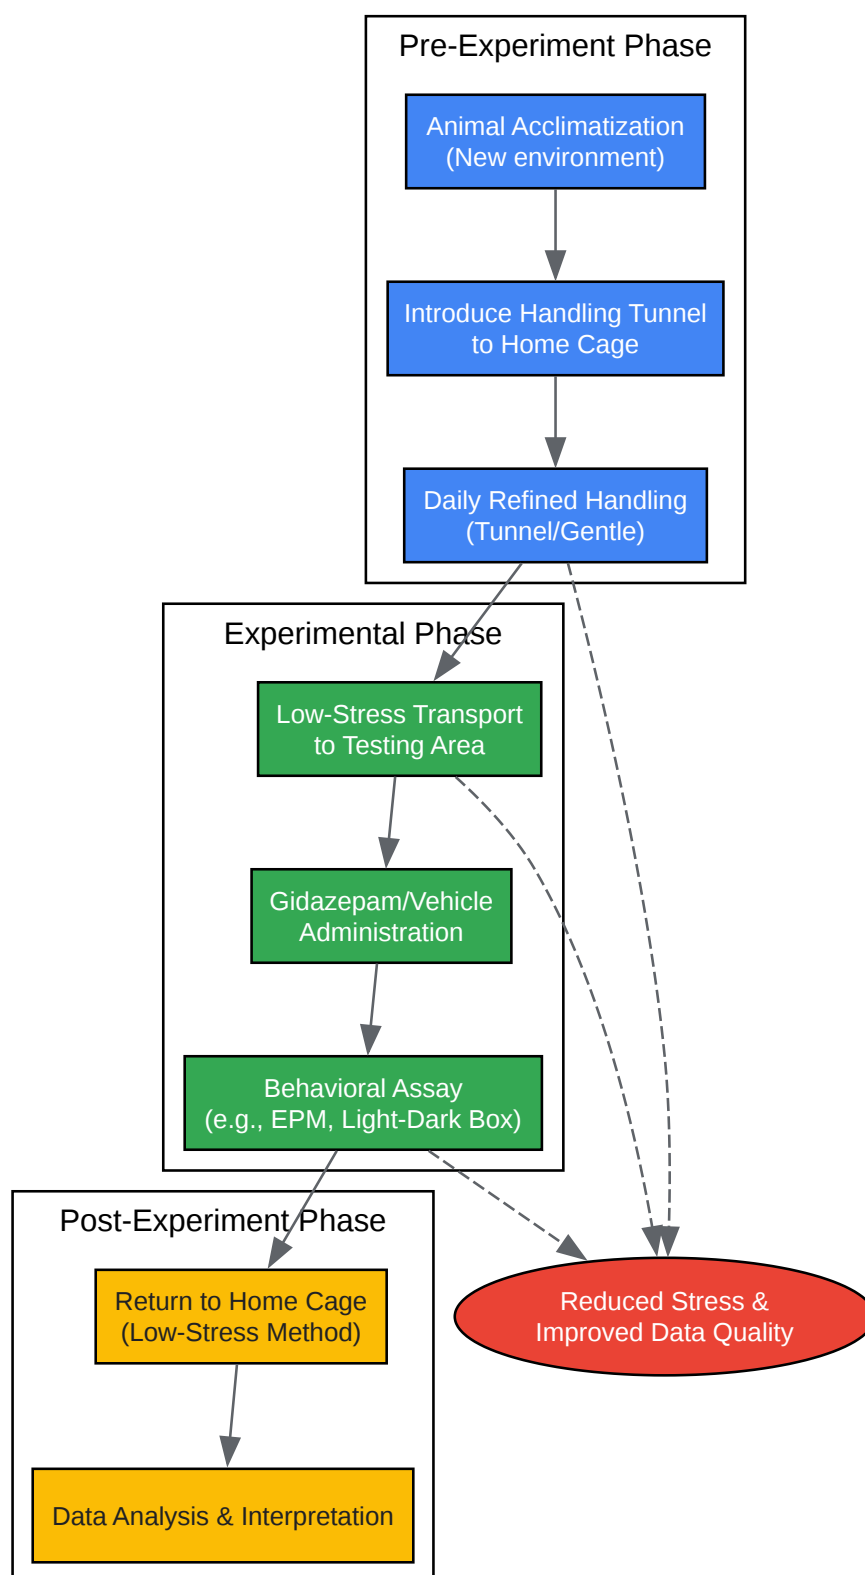 Pre-Experiment Phase
Animal Acclimatization
(New environment)
Introduce Handling Tunnel
to Home Cage
Daily Refined Handling
(Tunnel/Gentle)
Experimental Phase
Low-Stress Transport
to Testing Area
Gidazepam/Vehicle
Administration
Behavioral Assay
(e.g., EPM, Light-Dark Box)
Post-Experiment Phase
Return to Home Cage
(Low-Stress Method)
Reduced Stress &
Improved Data Quality
Data Analysis & Interpretation